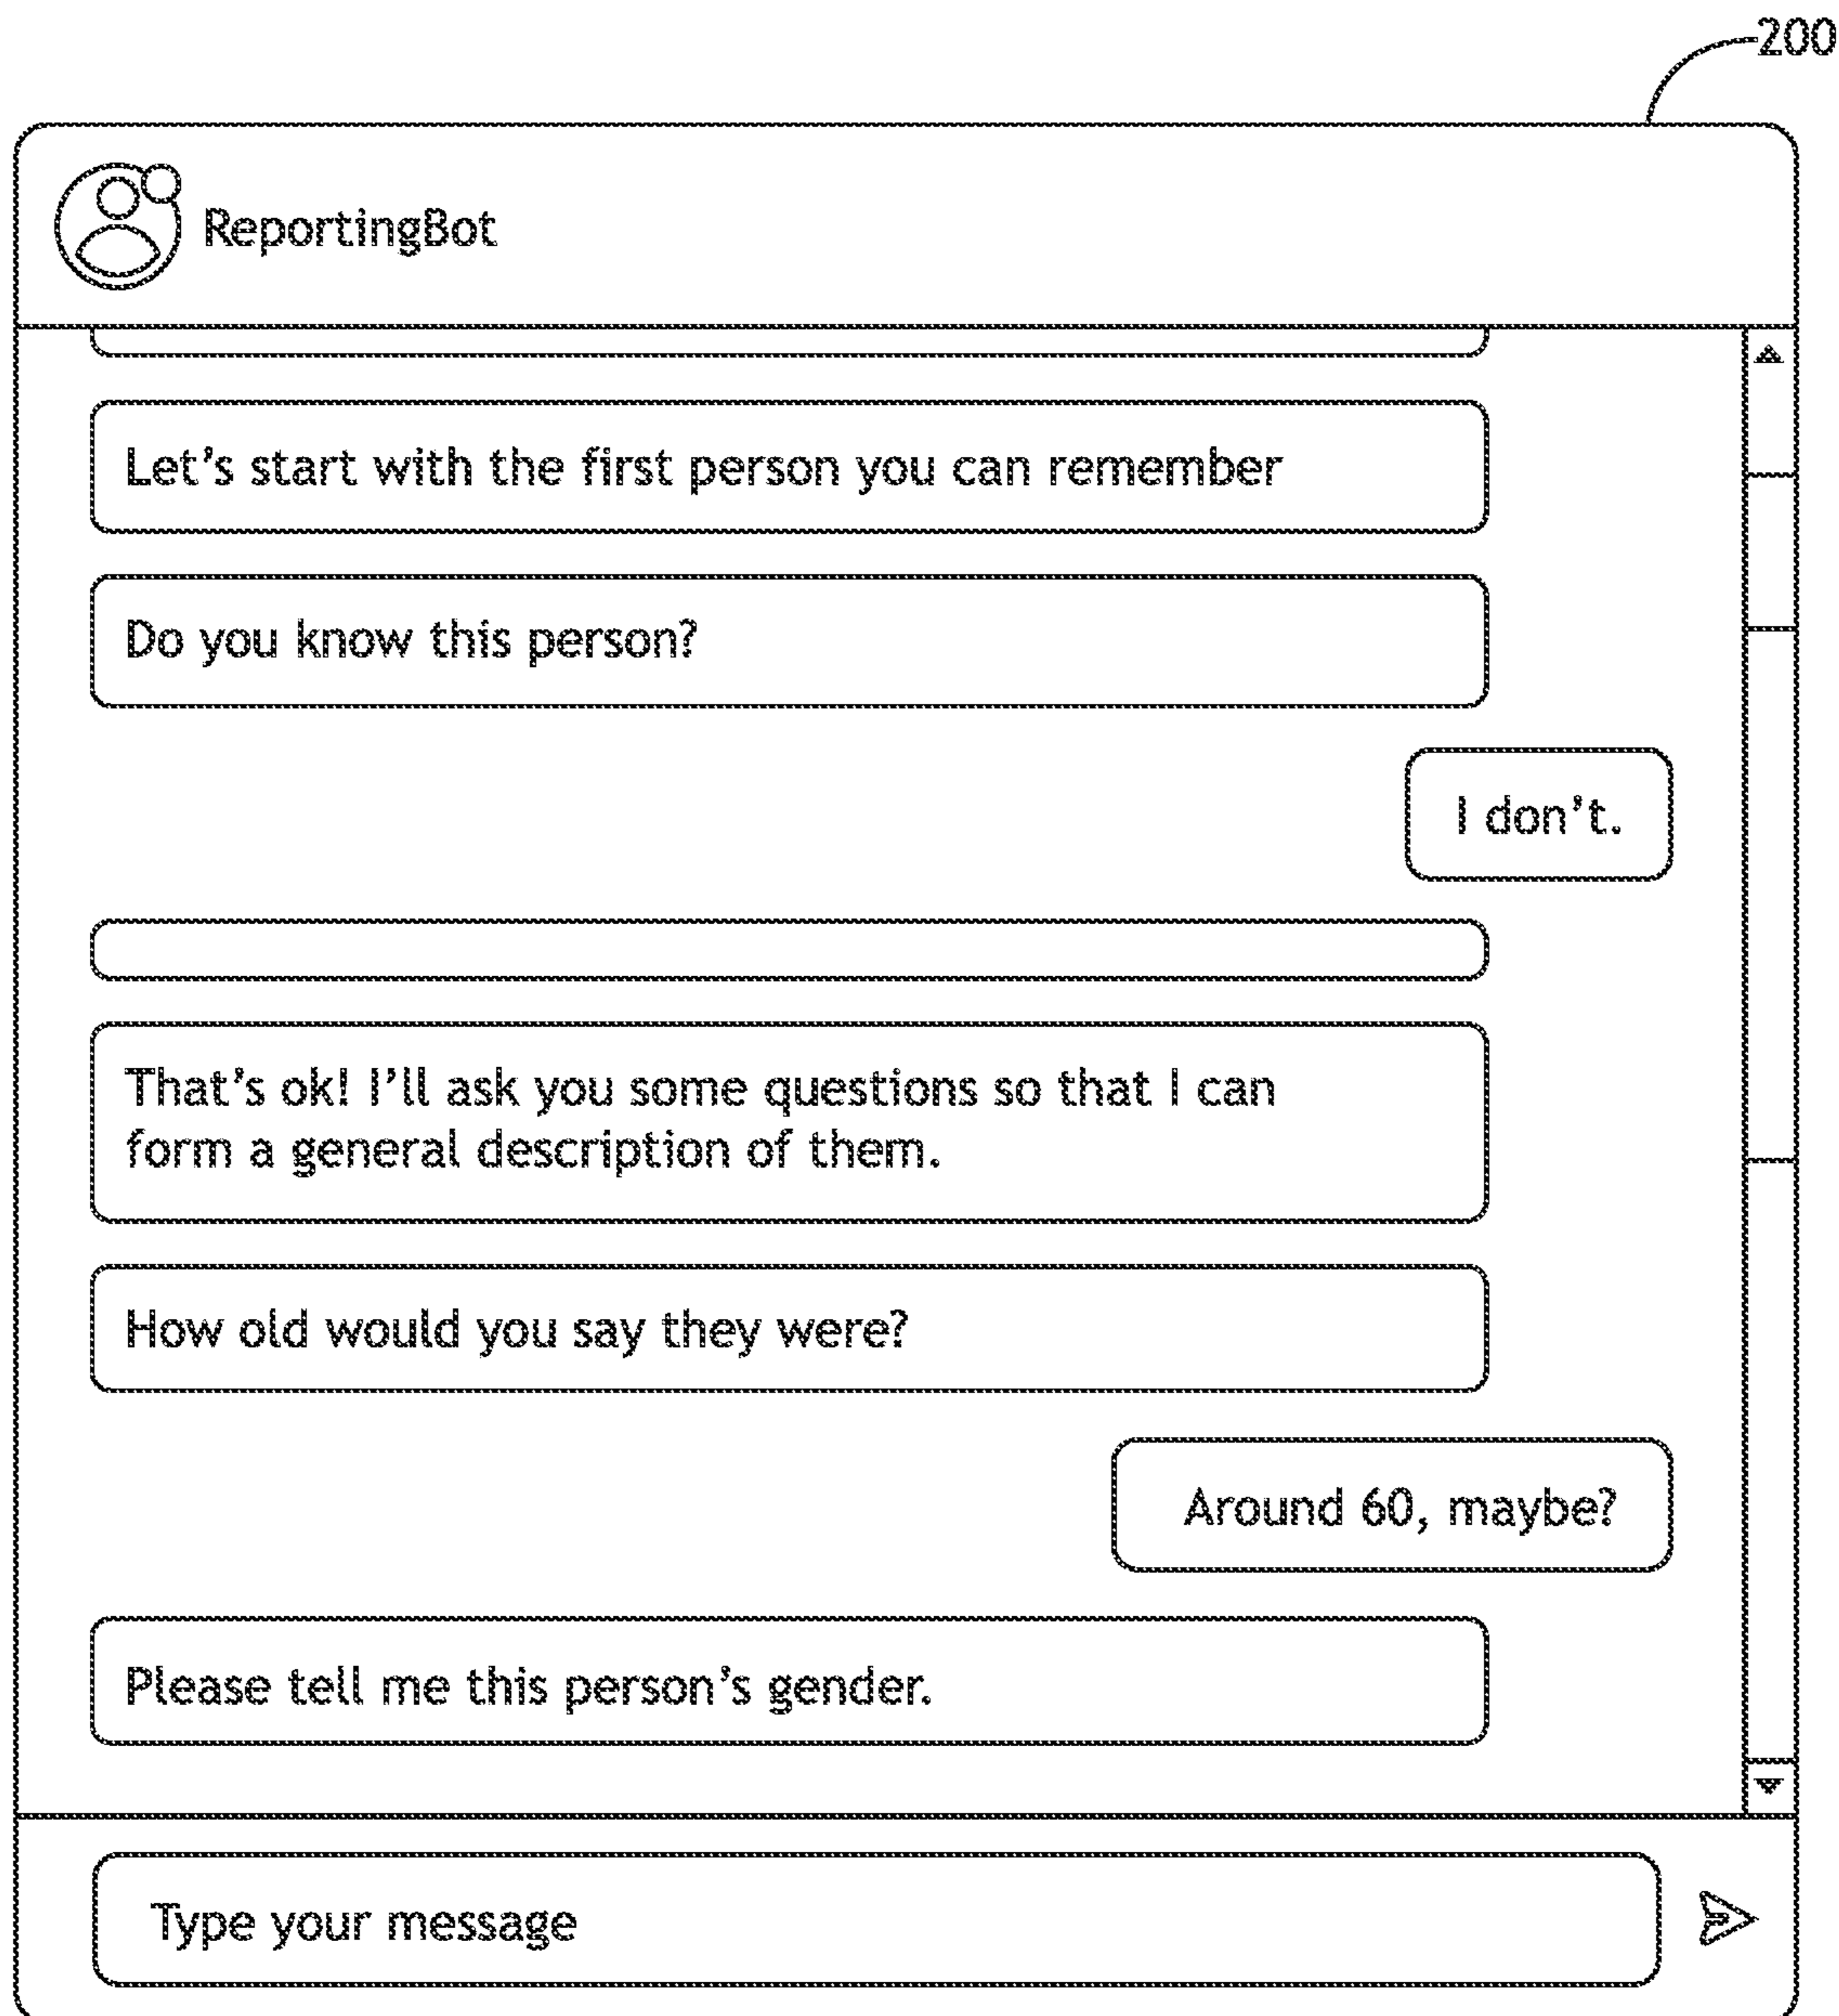 200
ReportingBot
Let’s start with the first person you can remember
Do you know this person?
I don’t.
That’s ok! I’ll ask you some questions so that I can
form a general description of them.
How old would you say they were?
Around 60, maybe?
Please tell me this person’s gender.
Type your message